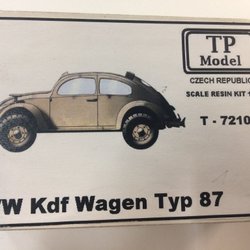 TP
Model
CZECH REPUBLIC
SCALE RESIN KIT
T - 7210
VW Kdf Wagen Typ 87